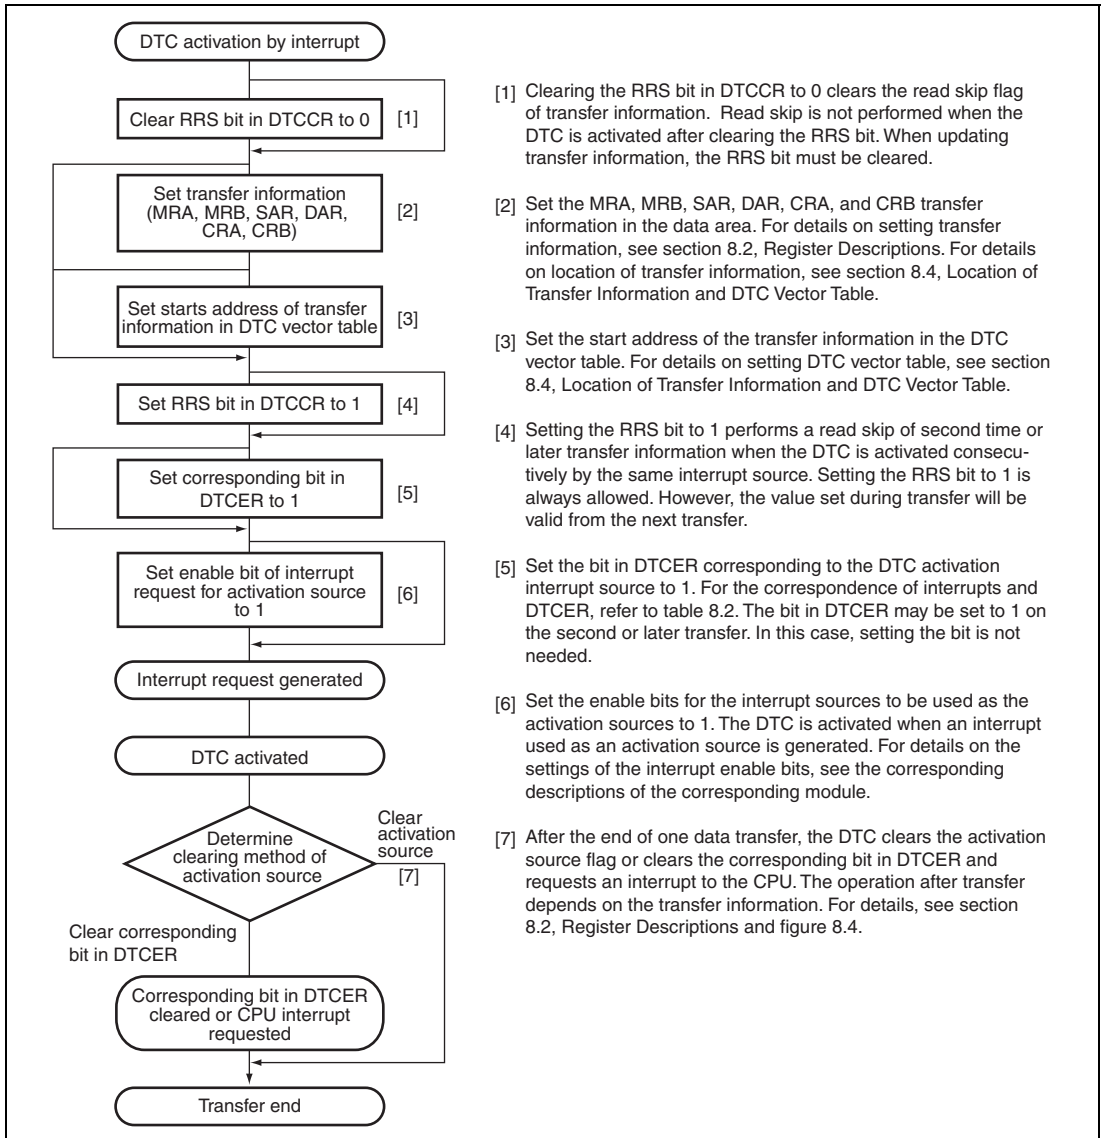 DTC activation by interrupt
Clear RRS bit in DTCCR to 0
[1]
Set transfer information
(MRA, MRB, SAR, DAR,
CRA, CRB)
[2]
Set starts address of transfer
information in DTC vector table
[3]
Set RRS bit in DTCCR to 1
[4]
Set corresponding bit in
DTCER to 1
[5]
Set enable bit of interrupt
request for activation source
to 1
[6]
Interrupt request generated
DTC activated
Determine
clearing method of
activation source
Clear
activation
source
[7]
Clear corresponding
bit in DTCER
Corresponding bit in DTCER
cleared or CPU interrupt
requested
Transfer end
[1] Clearing the RRS bit in DTCCR to 0 clears the read skip flag
of transfer information. Read skip is not performed when the
DTC is activated after clearing the RRS bit. When updating
transfer information, the RRS bit must be cleared.
[2] Set the MRA, MRB, SAR, DAR, CRA, and CRB transfer
information in the data area. For details on setting transfer
information, see section 8.2, Register Descriptions. For details
on location of transfer information, see section 8.4, Location of
Transfer Information and DTC Vector Table.
[3] Set the start address of the transfer information in the DTC
vector table. For details on setting DTC vector table, see section
8.4, Location of Transfer Information and DTC Vector Table.
[4] Setting the RRS bit to 1 performs a read skip of second time or
later transfer information when the DTC is activated consecu-
tively by the same interrupt source. Setting the RRS bit to 1 is
always allowed. However, the value set during transfer will be
valid from the next transfer.
[5] Set the bit in DTCER corresponding to the DTC activation
interrupt source to 1. For the correspondence of interrupts and
DTCER, refer to table 8.2. The bit in DTCER may be set to 1 on
the second or later transfer. In this case, setting the bit is not
needed.
[6] Set the enable bits for the interrupt sources to be used as the
activation sources to 1. The DTC is activated when an interrupt
used as an activation source is generated. For details on the
settings of the interrupt enable bits, see the corresponding
descriptions of the corresponding module.
[7] After the end of one data transfer, the DTC clears the activation
source flag or clears the corresponding bit in DTCER and
requests an interrupt to the CPU. The operation after transfer
depends on the transfer information. For details, see section
8.2, Register Descriptions and figure 8.4.